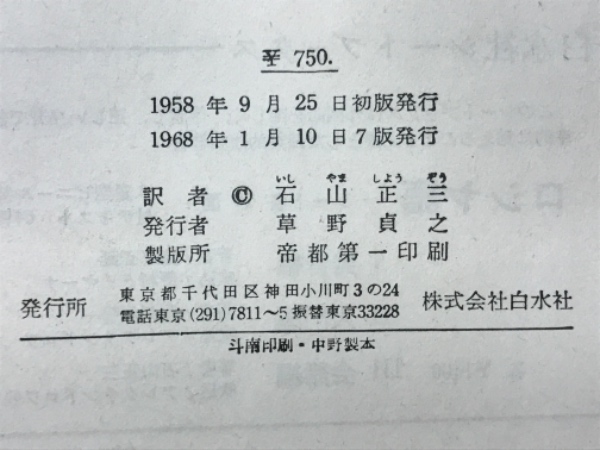 ¥ 750.
1958 年 9 月 25 日初版発行
1968 年 1 月 10 日 7 版発行
いし やま しよう ぞう
訳者 © 石山正三
発行者 草野貞之
製版所 帝都第一印刷
発行所 東京都千代田区神田小川町3の24 株式会社白水社
電話東京(291)7811〜5 振替東京33228
斗南印刷・中野製本